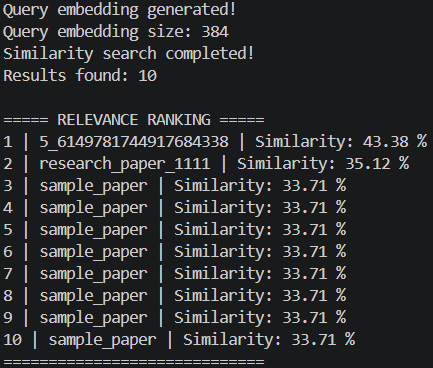 Query embedding generated!
Query embedding size: 384
Similarity search completed!
Results found: 10
===== RELEVANCE RANKING =====
1 | 5_6149781744917684338 | Similarity: 43.38 %
2 | research_paper_1111 | Similarity: 35.12 %
3 | sample_paper | Similarity: 33.71 %
4 | sample_paper | Similarity: 33.71 %
5 | sample_paper | Similarity: 33.71 %
6 | sample_paper | Similarity: 33.71 %
7 | sample_paper | Similarity: 33.71 %
8 | sample_paper | Similarity: 33.71 %
9 | sample_paper | Similarity: 33.71 %
10 | sample_paper | Similarity: 33.71 %
=============================